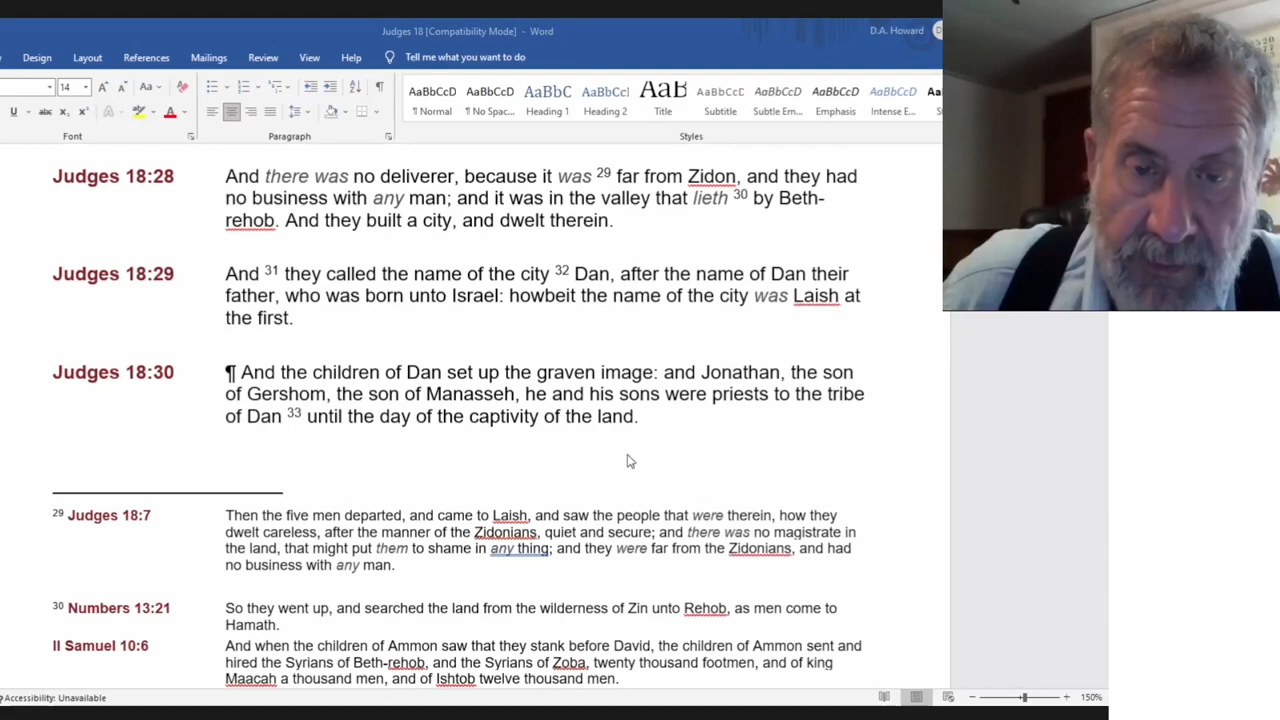 Judges 18 [Compatibility Mode] - Word
D.A. Howard
Design Layout References Mailings Review View Help Tell me what you want to do
14 Aa
AaBbCcD AaBbCcD AaBbC AaBbCc AaB AaBbCcD AaBbCcD AaBbCcD AaBbCcD
¶ Normal ¶ No Spac... Heading 1 Heading 2 Title Subtitle Subtle Em... Emphasis Intense E...
Font Paragraph Styles
Judges 18:28 And there was no deliverer, because it was 29 far from Zidon, and they had
no business with any man; and it was in the valley that lieth 30 by Beth-
rehob. And they built a city, and dwelt therein.
Judges 18:29 And 31 they called the name of the city 32 Dan, after the name of Dan their
father, who was born unto Israel: howbeit the name of the city was Laish at
the first.
Judges 18:30 ¶ And the children of Dan set up the graven image: and Jonathan, the son
of Gershom, the son of Manasseh, he and his sons were priests to the tribe
of Dan 33 until the day of the captivity of the land.
29 Judges 18:7 Then the five men departed, and came to Laish, and saw the people that were therein, how they
dwelt careless, after the manner of the Zidonians, quiet and secure; and there was no magistrate in
the land, that might put them to shame in any thing; and they were far from the Zidonians, and had
no business with any man.
30 Numbers 13:21 So they went up, and searched the land from the wilderness of Zin unto Rehob, as men come to
Hamath.
II Samuel 10:6 And when the children of Ammon saw that they stank before David, the children of Ammon sent and
hired the Syrians of Beth-rehob, and the Syrians of Zoba, twenty thousand footmen, and of king
Maacah a thousand men, and of Ishtob twelve thousand men.
Accessibility: Unavailable 150%